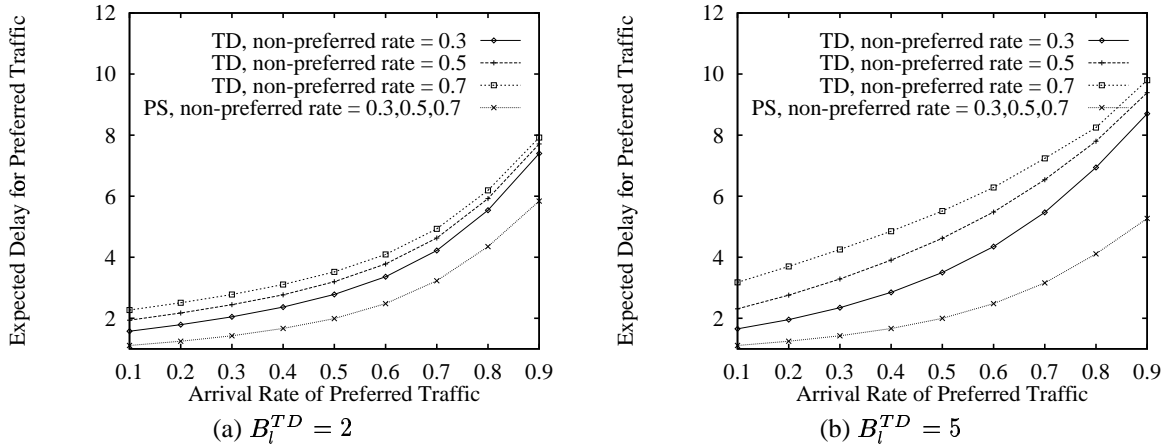 Expected Delay for Preferred Traffic
12
10
8
6
4
2
TD, non-preferred rate = 0.3
TD, non-preferred rate = 0.5
TD, non-preferred rate = 0.7
PS, non-preferred rate = 0.3,0.5,0.7
0.1 0.2 0.3 0.4 0.5 0.6 0.7 0.8 0.9
Arrival Rate of Preferred Traffic
(a) B_l^{TD} = 2
Expected Delay for Preferred Traffic
12
10
8
6
4
2
TD, non-preferred rate = 0.3
TD, non-preferred rate = 0.5
TD, non-preferred rate = 0.7
PS, non-preferred rate = 0.3,0.5,0.7
0.1 0.2 0.3 0.4 0.5 0.6 0.7 0.8 0.9
Arrival Rate of Preferred Traffic
(b) B_l^{TD} = 5